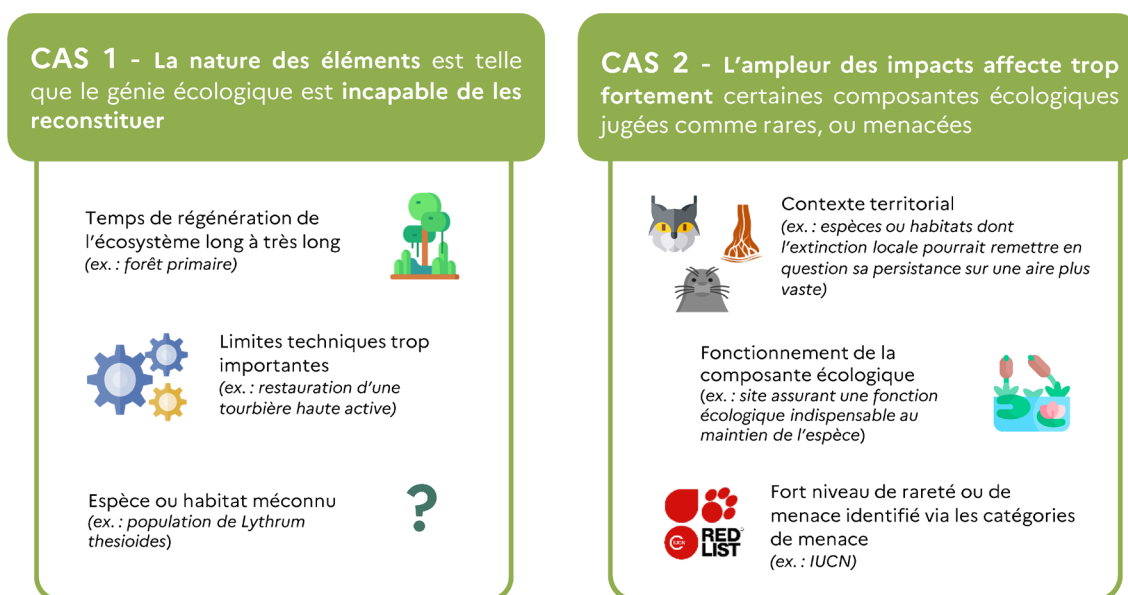 CAS 1 - La nature des éléments est telle
que le génie écologique est incapable de les
reconstituer
Temps de régénération de
l'écosystème long à très long
(ex. : forêt primaire)
Limites techniques trop
importantes
(ex. : restauration d'une
tourbière haute active)
Espèce ou habitat méconnu
(ex. : population de Lythrum
thesioides)
?
CAS 2 - L'ampleur des impacts affecte trop
fortement certaines composantes écologiques
jugées comme rares, ou menacées
Contexte territorial
(ex. : espèces ou habitats dont
l'extinction locale pourrait remettre en
question sa persistance sur une aire plus
vaste)
Fonctionnement de la
composante écologique
(ex. : site assurant une fonction
écologique indispensable au
maintien de l'espèce)
IUCN
RED
LIST
Fort niveau de rareté ou de
menace identifié via les catégories
de menace
(ex. : IUCN)